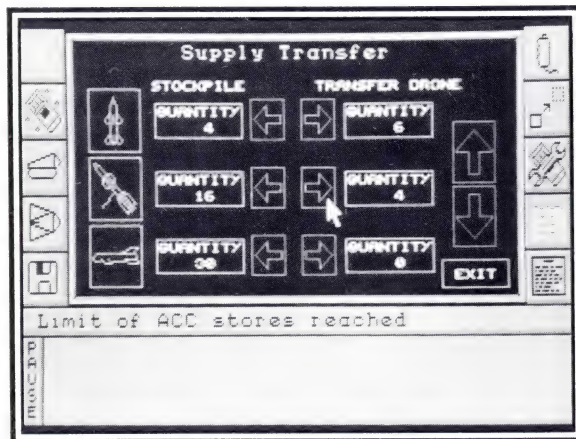 Supply Transfer
STOCKPILE TRANSFER DRONE
QUANTITY QUANTITY
4 6
QUANTITY QUANTITY
16 4
QUANTITY QUANTITY
30 0
EXIT
Limit of ACC stores reached
PAUSE